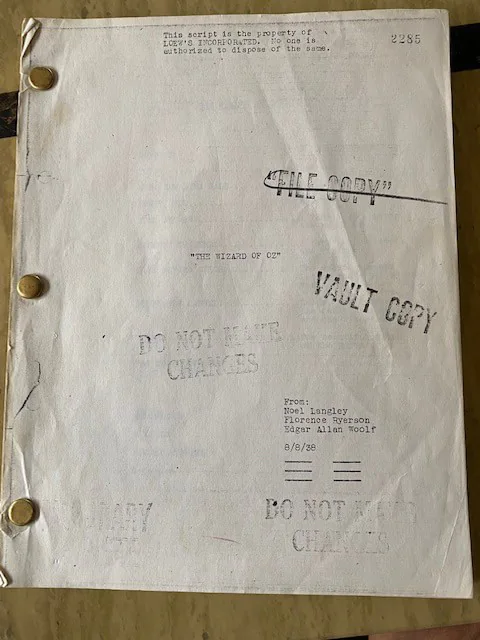 This script is the property of
LOEW'S INCORPORATED. No one is
authorized to dispose of the same.
2285
"FILE COPY"
"THE WIZARD OF OZ"
VAULT COPY
DO NOT MAKE
CHANGES
From:
Noel Langley
Florence Ryerson
Edgar Allan Woolf
8/8/38
DO NOT MAKE
CHANGES